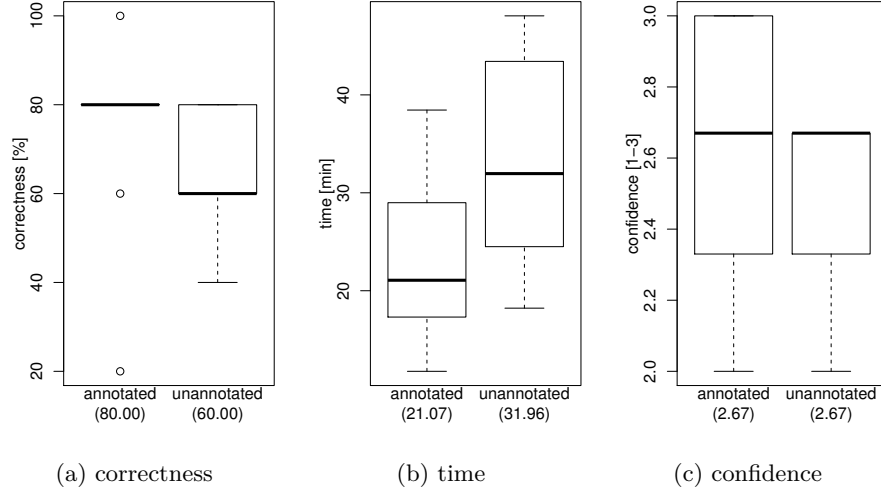 correctness [%]
100
80
60
40
20
annotated unannotated
(80.00) (60.00)
(a) correctness
time [min]
40
30
20
annotated unannotated
(21.07) (31.96)
(b) time
confidence [1−3]
3.0
2.8
2.6
2.4
2.2
2.0
annotated unannotated
(2.67) (2.67)
(c) confidence